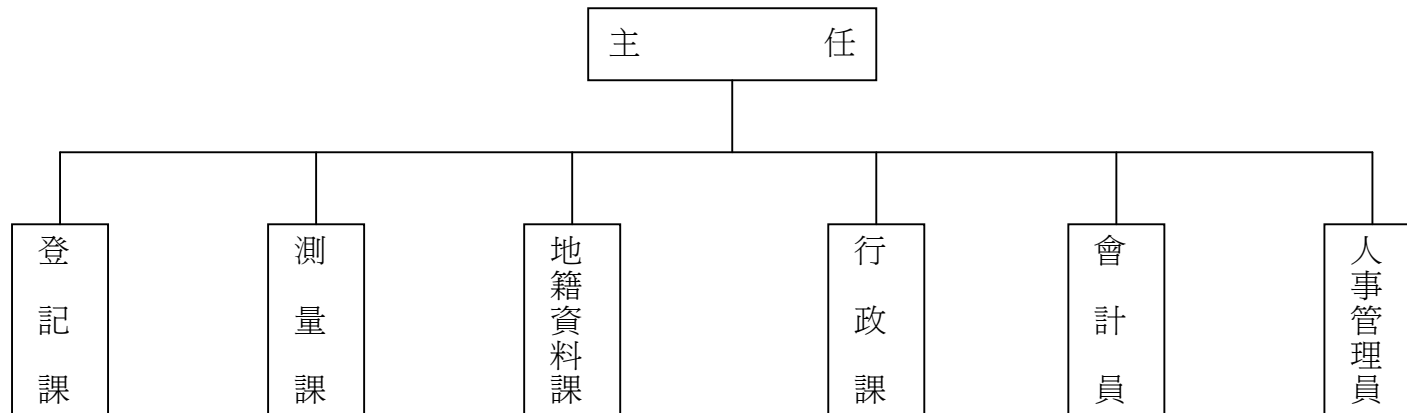 主任
登記課
測量課
地籍資料課
行政課
會計員
人事管理員